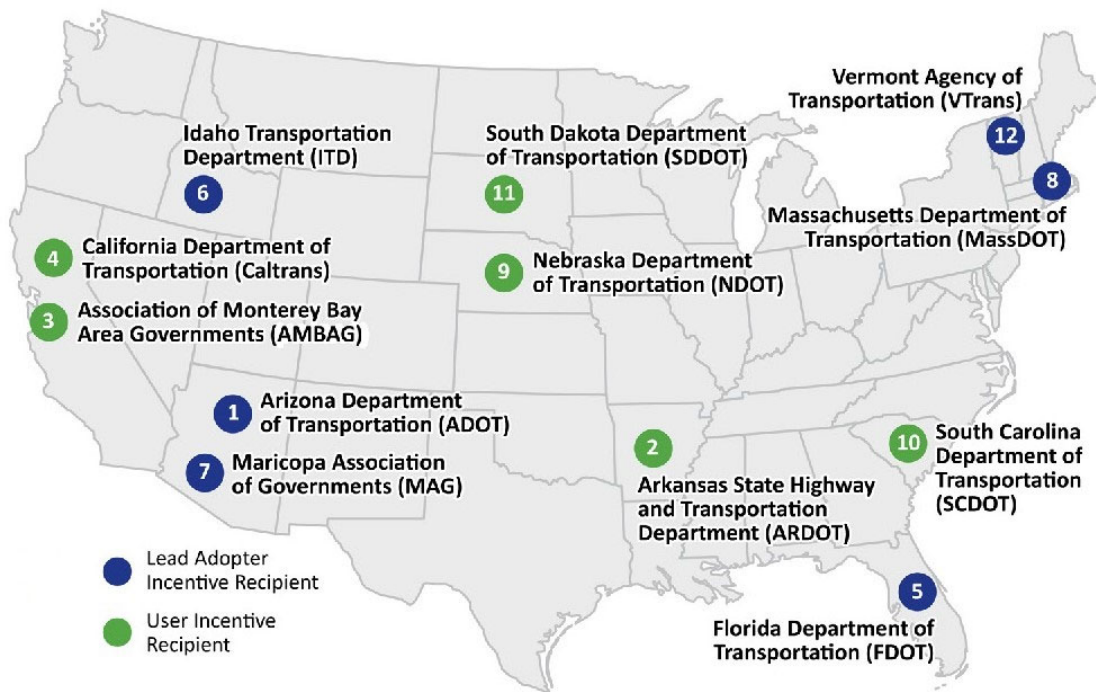 Vermont Agency of
Transportation (VTrans)
12
Idaho Transportation
Department (ITD)
6
South Dakota Department
of Transportation (SDDOT)
11
8
Massachusetts Department of
Transportation (MassDOT)
4
California Department of
Transportation (Caltrans)
9
Nebraska Department
of Transportation (NDOT)
3
Association of Monterey Bay
Area Governments (AMBAG)
1
Arizona Department
of Transportation (ADOT)
7
Maricopa Association
of Governments (MAG)
2
Arkansas State Highway
and Transportation
Department (ARDOT)
10
South Carolina
Department of
Transportation
(SCDOT)
Lead Adopter
Incentive Recipient
User Incentive
Recipient
5
Florida Department of
Transportation (FDOT)